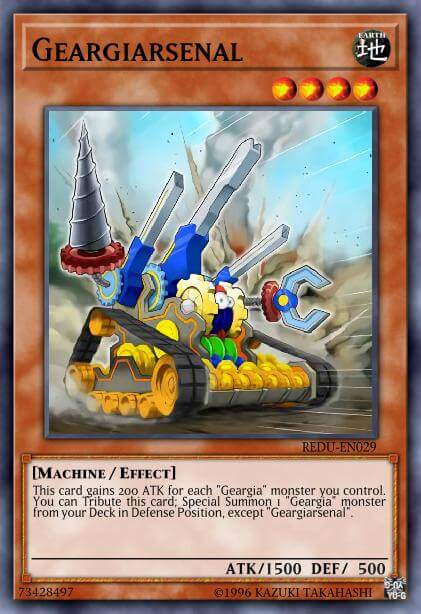 GEARGIARSENAL
EARTH
地
REDU-EN029
[MACHINE / EFFECT]
This card gains 200 ATK for each "Geargia" monster you control.
You can Tribute this card; Special Summon 1 "Geargia" monster
from your Deck in Defense Position, except "Geargiarsenal".
ATK/1500 DEF/ 500
73428497
©1996 KAZUKI TAKAHASHI